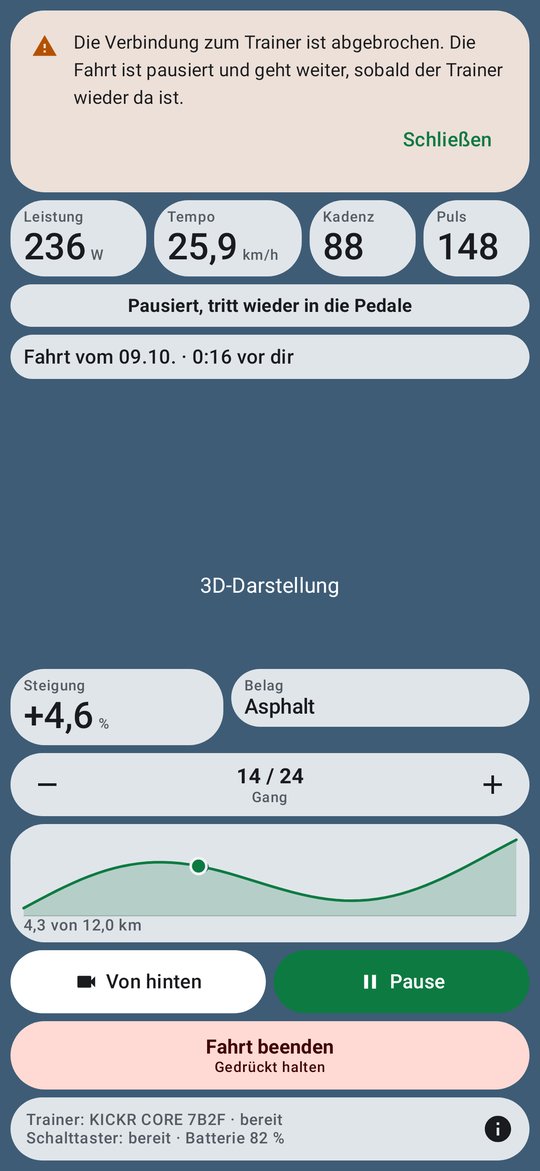 Die Verbindung zum Trainer ist abgebrochen. Die
Fahrt ist pausiert und geht weiter, sobald der Trainer
wieder da ist.
Schließen
Leistung
236 W
Tempo
25,9 km/h
Kadenz
88
Puls
148
Pausiert, tritt wieder in die Pedale
Fahrt vom 09.10. · 0:16 vor dir
3D-Darstellung
Steigung
+4,6 %
Belag
Asphalt
14 / 24
Gang
4,3 von 12,0 km
Von hinten
Pause
Fahrt beenden
Gedrückt halten
Trainer: KICKR CORE 7B2F · bereit
Schalttaster: bereit · Batterie 82 %